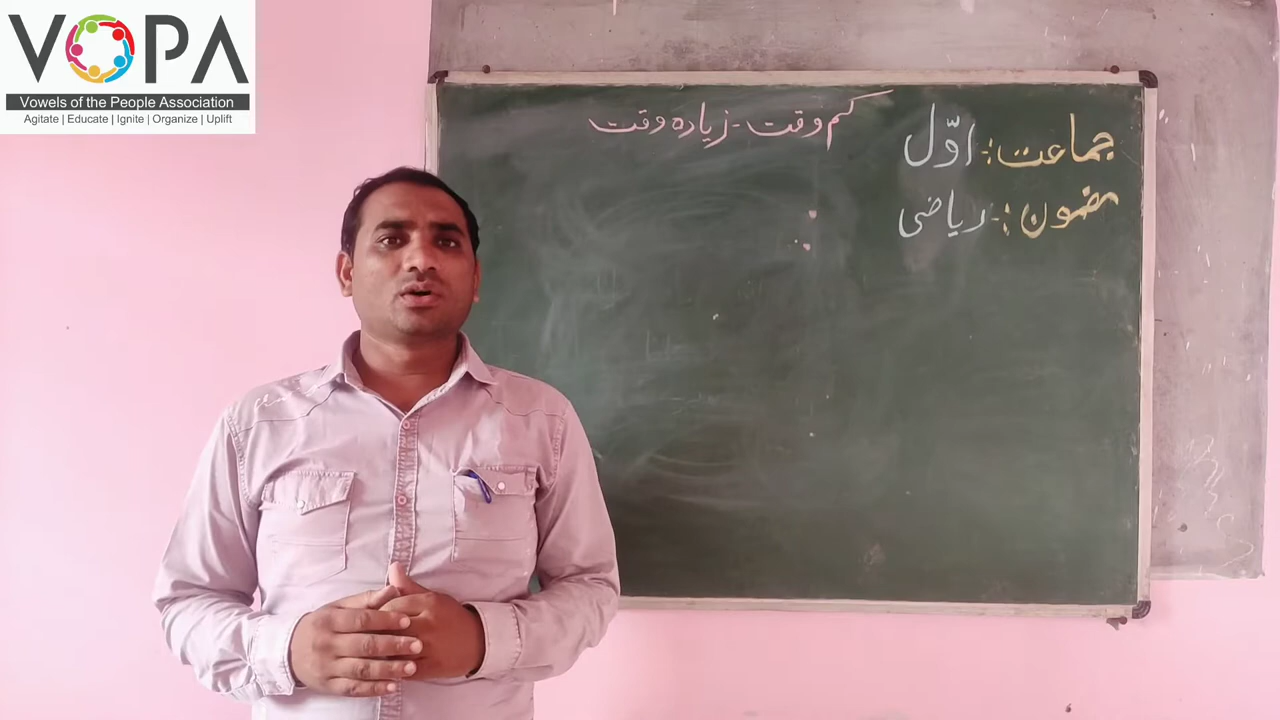 VOPA
Vowels of the People Association
Agitate | Educate | Ignite | Organize | Uplift
جماعت :- اوّل
مضمون :- ریاضی
کم وقت - زیادہ وقت